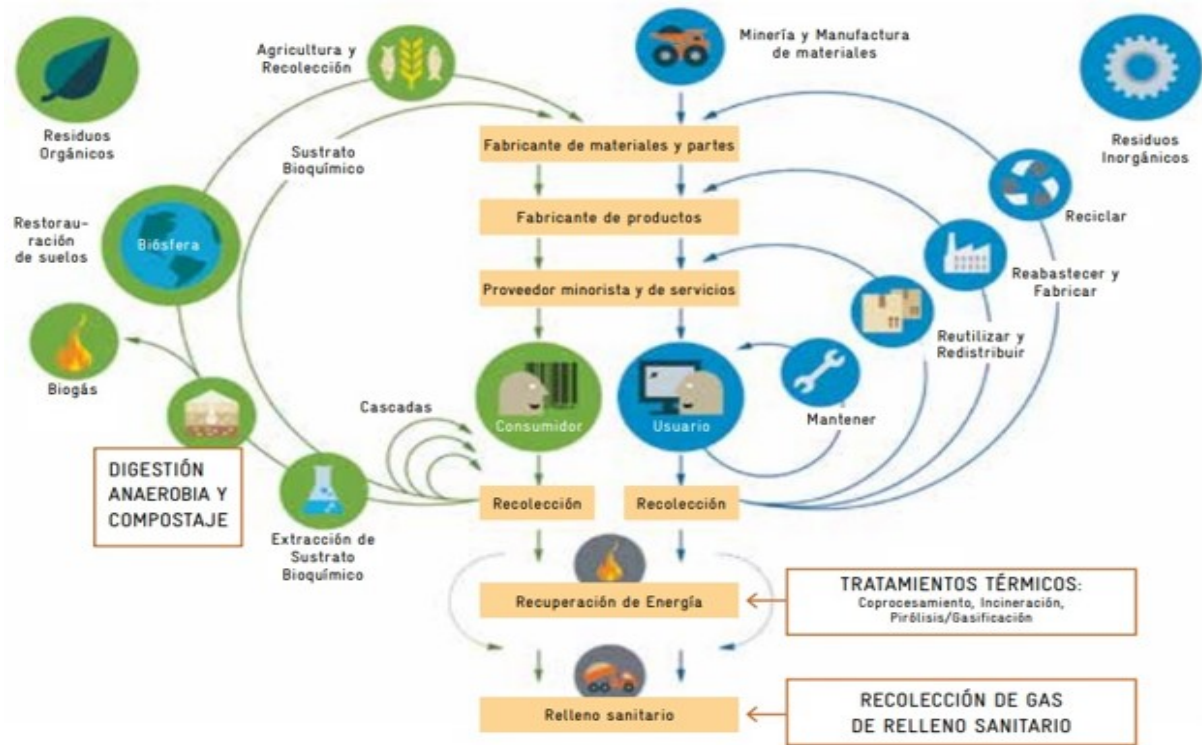 Agricultura y
Recolección
Minería y Manufactura
de materiales
Residuos
Orgánicos
Residuos
Inorgánicos
Sustrato
Bioquímico
Fabricante de materiales y partes
Reciclar
Fabricante de productos
Restorau-
ración
de suelos
Biósfera
Reabastecer y
Fabricar
Proveedor minorista y de servicios
Reutilizar y
Redistribuir
Biogás
Cascadas
Consumidor
Usuario
Mantener
DIGESTIÓN
ANAEROBIA Y
COMPOSTAJE
Recolección
Recolección
Extracción de
Sustrato
Bioquímico
Recuperación de Energía
TRATAMIENTOS TÉRMICOS:
Coprocesamiento, Incineración,
Pirólisis/Gasificación
Relleno sanitario
RECOLECCIÓN DE GAS
DE RELLENO SANITARIO